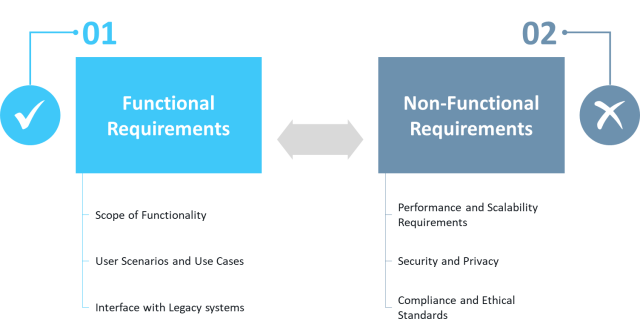 01
Functional
Requirements
Scope of Functionality
User Scenarios and Use Cases
Interface with Legacy systems
02
Non-Functional
Requirements
Performance and Scalability
Requirements
Security and Privacy
Compliance and Ethical
Standards